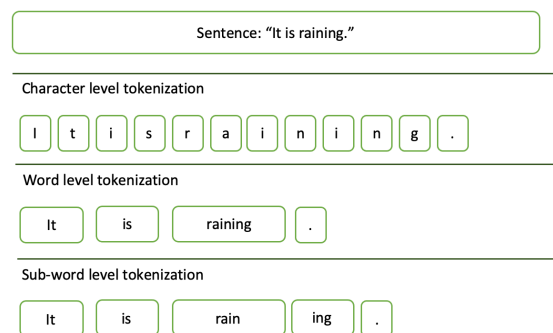 Sentence: “It is raining.”
Character level tokenization
I t i s r a i n i n g .
Word level tokenization
It is raining .
Sub-word level tokenization
It is rain ing .